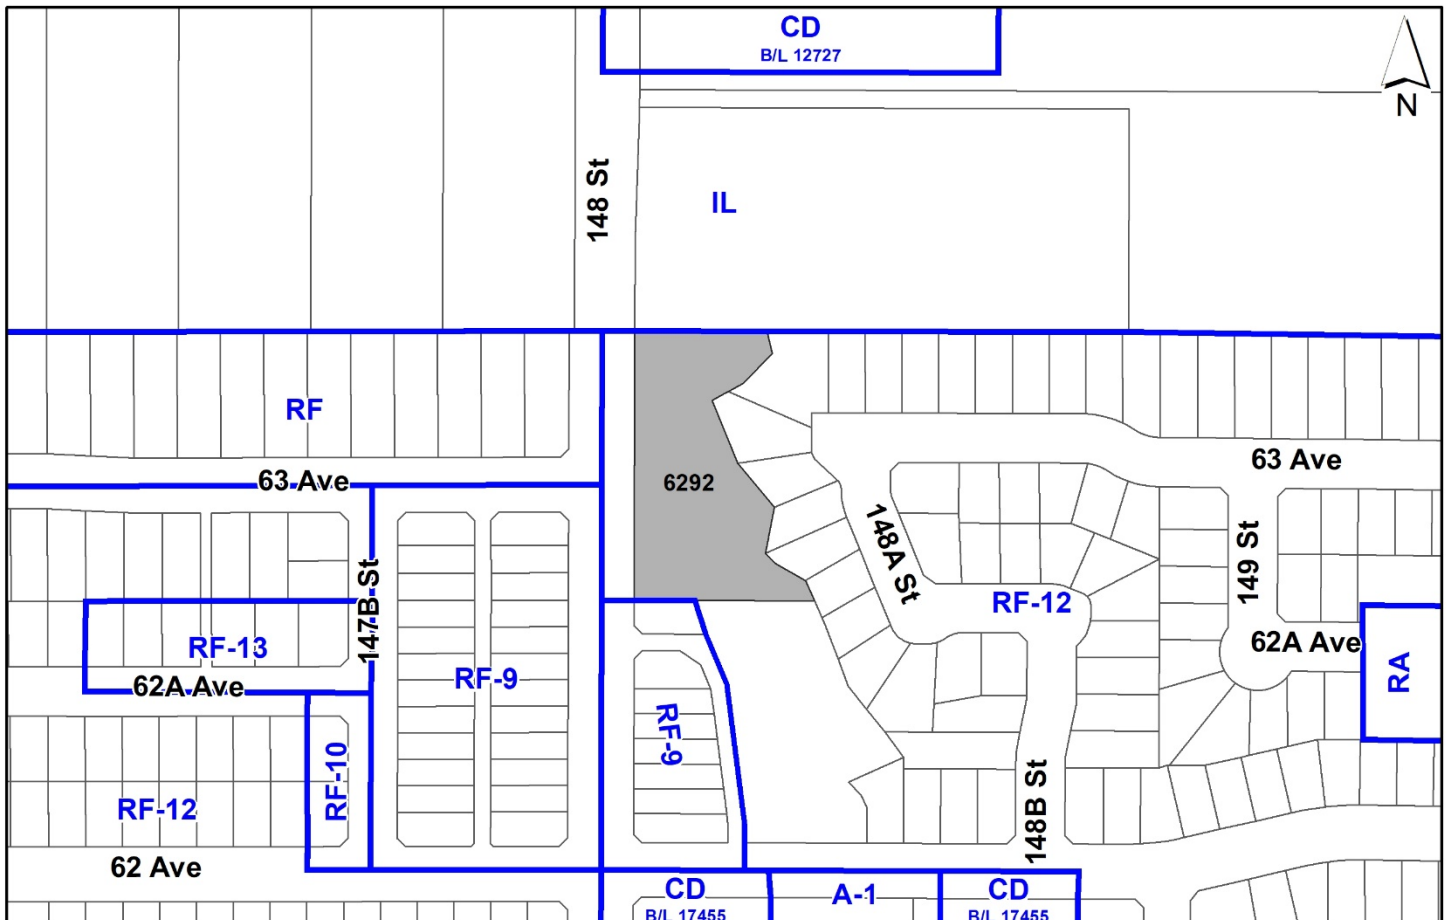 CD
B/L 12727
N
148 St
IL
RF
63 Ave
63 Ave
6292
148A St
149 St
147B St
RF-12
RF-13
62A Ave
62A Ave
RA
RF-9
RF-9
RF-10
RF-12
148B St
62 Ave
CD
B/L 17455
A-1
CD
B/L 17455